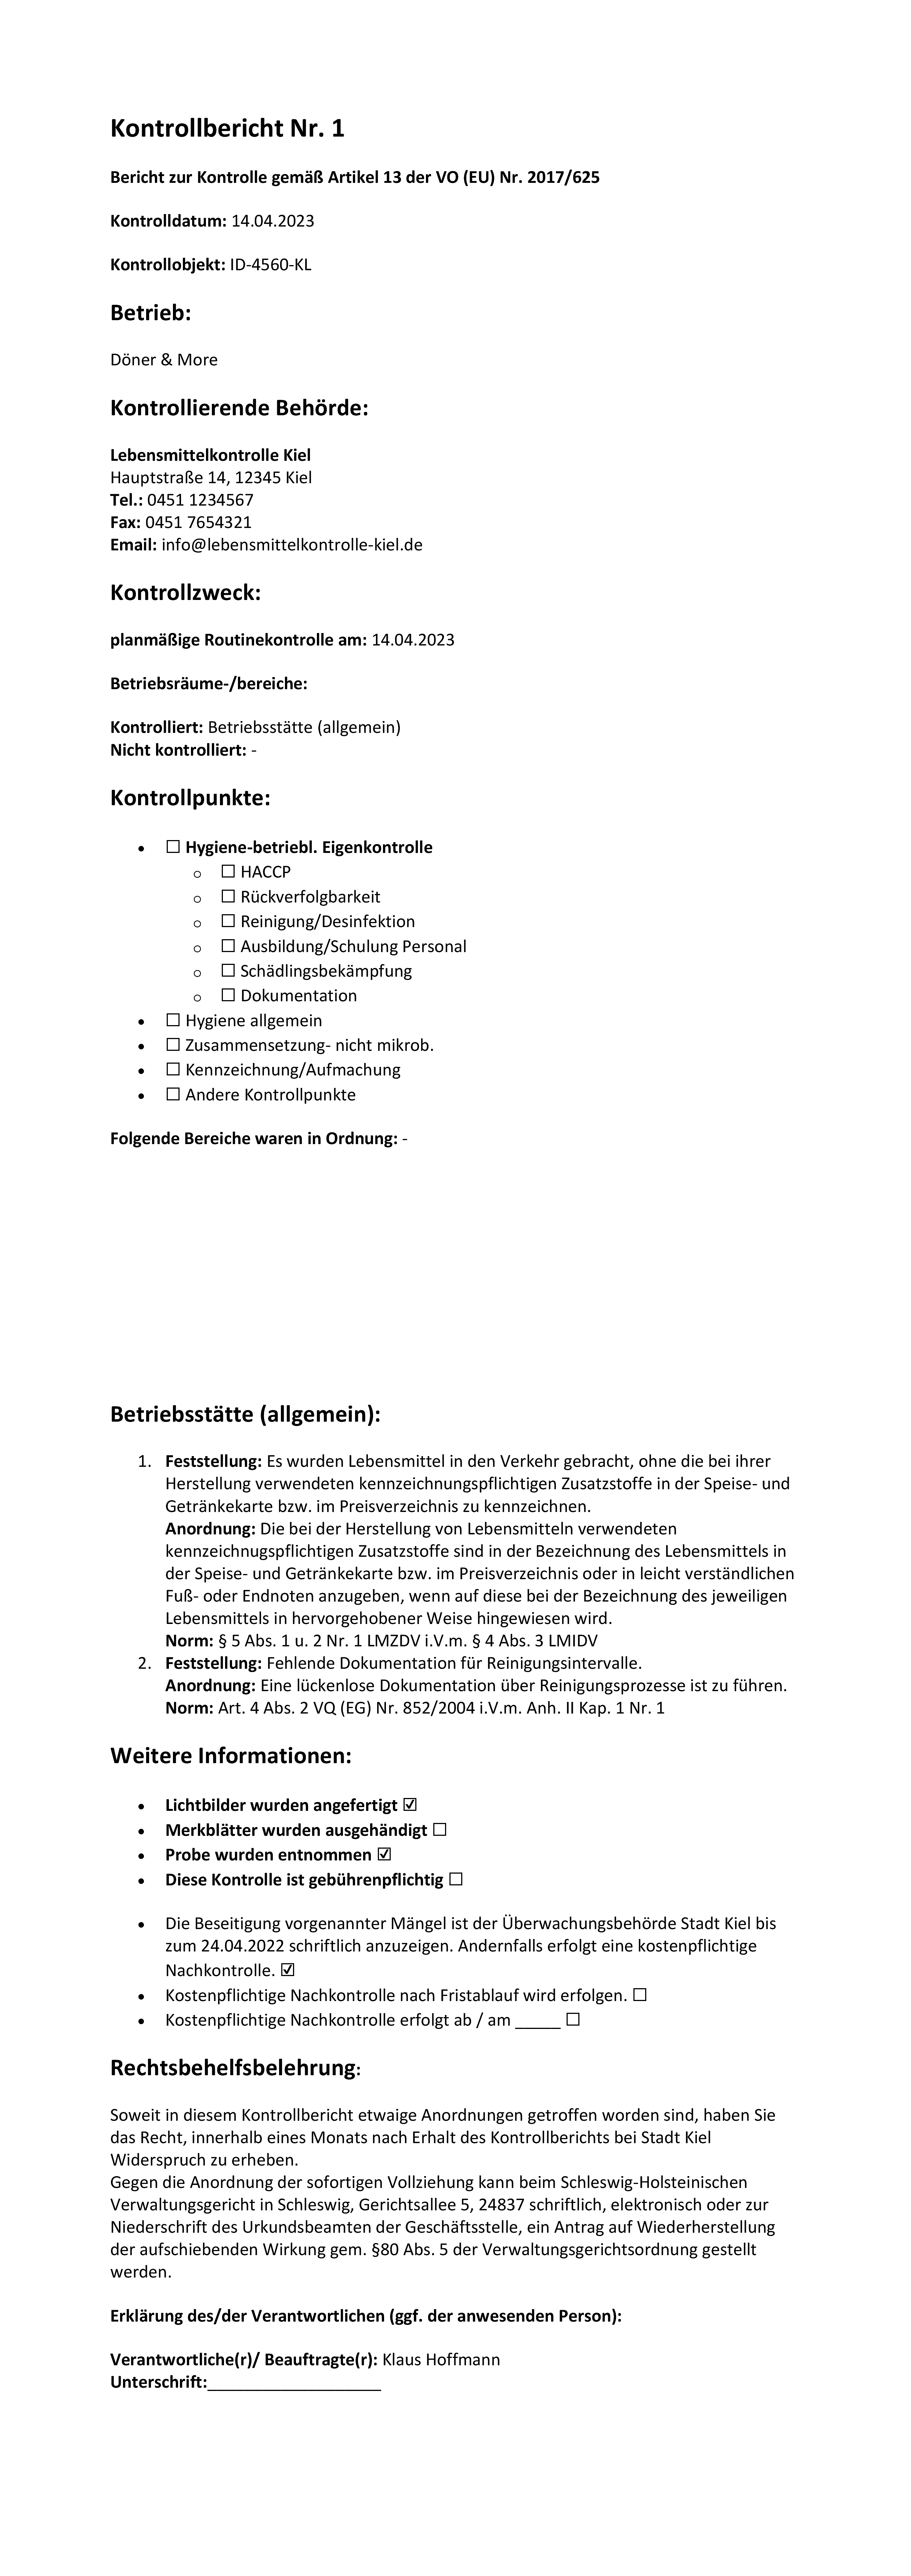 Kontrollbericht Nr. 1
Bericht zur Kontrolle gemäß Artikel 13 der VO (EU) Nr. 2017/625
Kontrolldatum: 14.04.2023
Kontrollobjekt: ID-4560-KL
Betrieb:
Döner & More
Kontrollierende Behörde:
Lebensmittelkontrolle Kiel
Hauptstraße 14, 12345 Kiel
Tel.: 0451 1234567
Fax: 0451 7654321
Email: info@lebensmittelkontrolle-kiel.de
Kontrollzweck:
planmäßige Routinekontrolle am: 14.04.2023
Betriebsräume-/bereiche:
Kontrolliert: Betriebsstätte (allgemein)
Nicht kontrolliert: -
Kontrollpunkte:
• ☐ Hygiene-betriebl. Eigenkontrolle
o ☐ HACCP
o ☐ Rückverfolgbarkeit
o ☐ Reinigung/Desinfektion
o ☐ Ausbildung/Schulung Personal
o ☐ Schädlingsbekämpfung
o ☐ Dokumentation
• ☐ Hygiene allgemein
• ☐ Zusammensetzung- nicht mikrob.
• ☐ Kennzeichnung/Aufmachung
• ☐ Andere Kontrollpunkte
Folgende Bereiche waren in Ordnung: -
Betriebsstätte (allgemein):
1. Feststellung: Es wurden Lebensmittel in den Verkehr gebracht, ohne die bei ihrer
Herstellung verwendeten kennzeichnungspflichtigen Zusatzstoffe in der Speise- und
Getränkekarte bzw. im Preisverzeichnis zu kennzeichnen.
Anordnung: Die bei der Herstellung von Lebensmitteln verwendeten
kennzeichnugspflichtigen Zusatzstoffe sind in der Bezeichnung des Lebensmittels in
der Speise- und Getränkekarte bzw. im Preisverzeichnis oder in leicht verständlichen
Fuß- oder Endnoten anzugeben, wenn auf diese bei der Bezeichnung des jeweiligen
Lebensmittels in hervorgehobener Weise hingewiesen wird.
Norm: § 5 Abs. 1 u. 2 Nr. 1 LMZDV i.V.m. § 4 Abs. 3 LMIDV
2. Feststellung: Fehlende Dokumentation für Reinigungsintervalle.
Anordnung: Eine lückenlose Dokumentation über Reinigungsprozesse ist zu führen.
Norm: Art. 4 Abs. 2 VQ (EG) Nr. 852/2004 i.V.m. Anh. II Kap. 1 Nr. 1
Weitere Informationen:
• Lichtbilder wurden angefertigt ☑
• Merkblätter wurden ausgehändigt ☐
• Probe wurden entnommen ☑
• Diese Kontrolle ist gebührenpflichtig ☐
• Die Beseitigung vorgenannter Mängel ist der Überwachungsbehörde Stadt Kiel bis
zum 24.04.2022 schriftlich anzuzeigen. Andernfalls erfolgt eine kostenpflichtige
Nachkontrolle. ☑
• Kostenpflichtige Nachkontrolle nach Fristablauf wird erfolgen. ☐
• Kostenpflichtige Nachkontrolle erfolgt ab / am _____ ☐
Rechtsbehelfsbelehrung:
Soweit in diesem Kontrollbericht etwaige Anordnungen getroffen worden sind, haben Sie
das Recht, innerhalb eines Monats nach Erhalt des Kontrollberichts bei Stadt Kiel
Widerspruch zu erheben.
Gegen die Anordnung der sofortigen Vollziehung kann beim Schleswig-Holsteinischen
Verwaltungsgericht in Schleswig, Gerichtsallee 5, 24837 schriftlich, elektronisch oder zur
Niederschrift des Urkundsbeamten der Geschäftsstelle, ein Antrag auf Wiederherstellung
der aufschiebenden Wirkung gem. §80 Abs. 5 der Verwaltungsgerichtsordnung gestellt
werden.
Erklärung des/der Verantwortlichen (ggf. der anwesenden Person):
Verantwortliche(r)/ Beauftragte(r): Klaus Hoffmann
Unterschrift:___________________